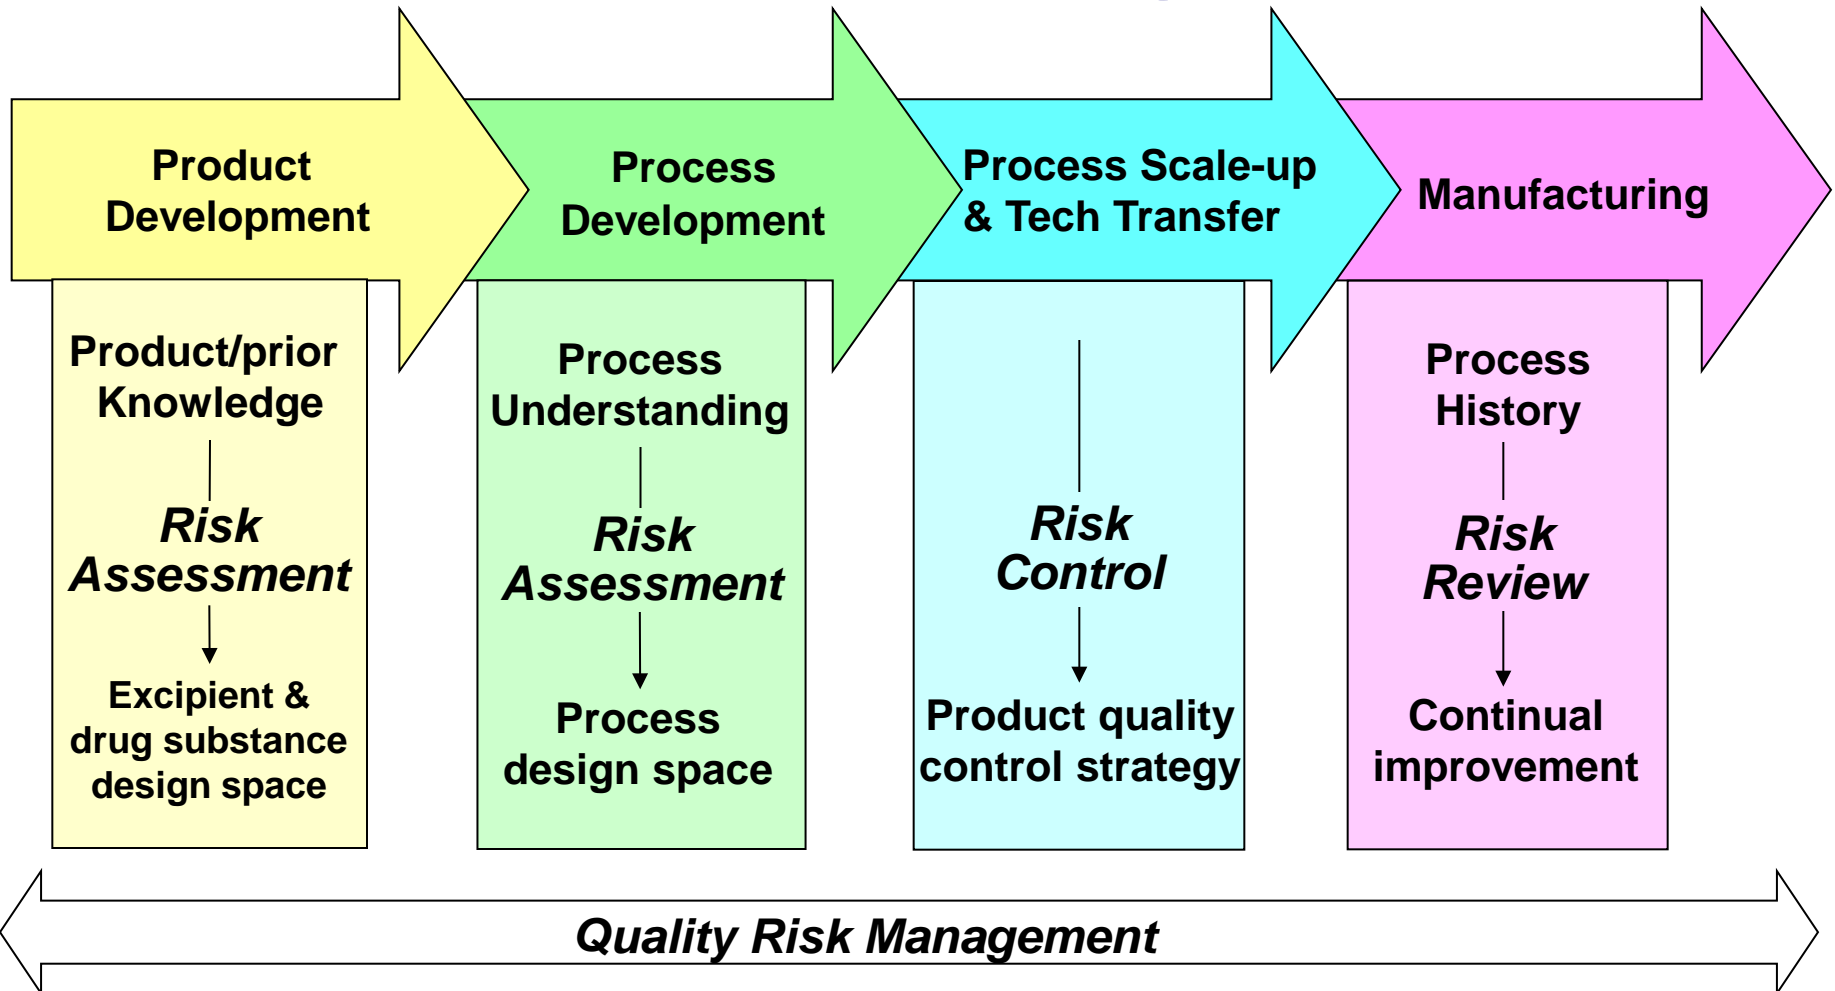 Product
Development
Process
Development
Process Scale-up
& Tech Transfer
Manufacturing
Product/prior
Knowledge
Risk
Assessment
Excipient &
drug substance
design space
Process
Understanding
Risk
Assessment
Process
design space
Risk
Control
Product quality
control strategy
Process
History
Risk
Review
Continual
improvement
Quality Risk Management